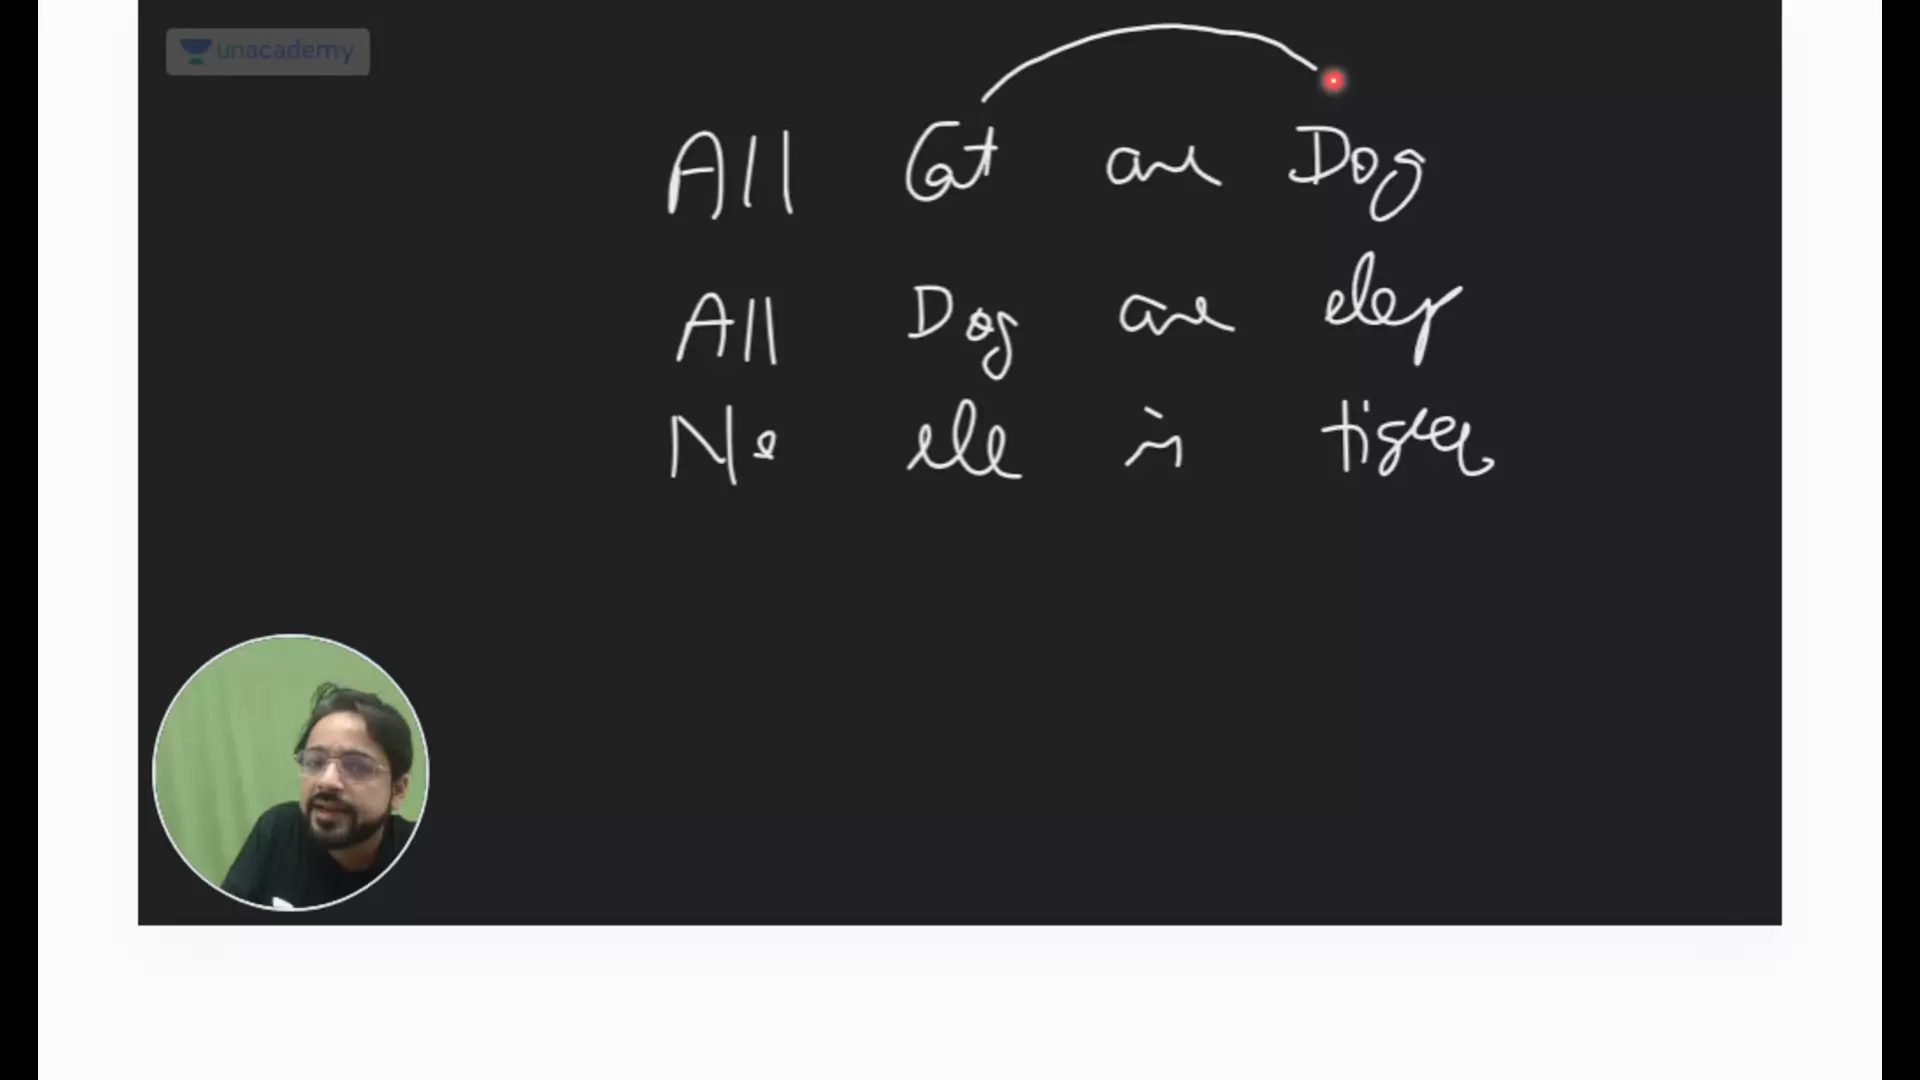 unacademy
All Cat are Dog
All Dog are elep
No ele is tiger